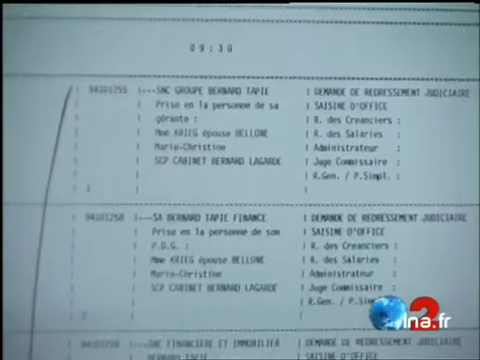 09:30
04101255 |---SNC GROUPE BERNARD TAPIE | DEMANDE DE REDRESSEMENT JUDICIAIRE
Prise en la personne de sa | SAISINE D'OFFICE
gérante : | R. des Creanciers :
Mme KRIEG épouse BELLONE | R. des Salaries :
Marie-Christine | Administrateur :
SCP CABINET BERNARD LAGARDE | Juge Commissaire :
| R.Gen. / P.Simpl. :
1
04101258 |---SA BERNARD TAPIE FINANCE | DEMANDE DE REDRESSEMENT JUDICIAIRE
Prise en la personne de son | SAISINE D'OFFICE
P.D.G. : | R. des Creanciers :
Mme KRIEG épouse BELLONE | R. des Salaries :
Marie-Christine | Administrateur :
SCP CABINET BERNARD LAGARDE | Juge Commissaire :
| R.Gen. / P.Simpl
2
|---SNC FINANCIERE ET IMMOBILIER | DEMANDE DE REDRESSEMENT JUDICIAIRE
BERNARD TAPIE | SAISINE D'OFFICE
2
Ina.fr